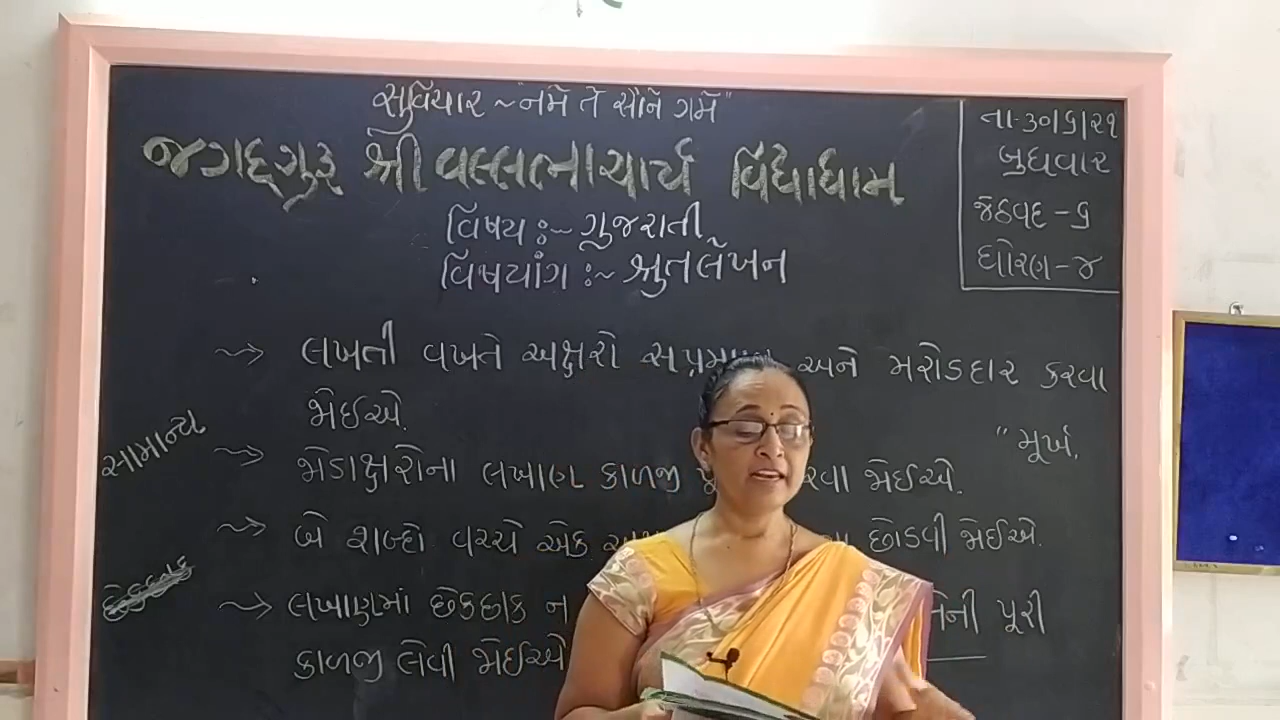 સુવિચાર ~ "નમે તે સૌને ગમે"
જગદ્ગુરૂ શ્રી વલ્લભાચાર્ય વિદ્યાધામ
વિષય :~ ગુજરાતી
વિષયાંગ :~ શ્રુતલેખન
તા-૩૦/૬/૨૧
બુધવાર
જેઠવદ - ૬
ધોરણ - ૪
→ લખતી વખતે અક્ષરો સપ્રમાણ અને મરોડદાર કરવા
જોઈએ.
સામાન્ય
" મૂર્ખ,
→ જોડાક્ષરોના લખાણ કાળજી કરવા જોઈએ.
→ બે શબ્દો વચ્ચે એક છોડવી જોઈએ.
→ લખાણમાં છેકછાક ન તેની પૂરી
કાળજી લેવી જોઈએ